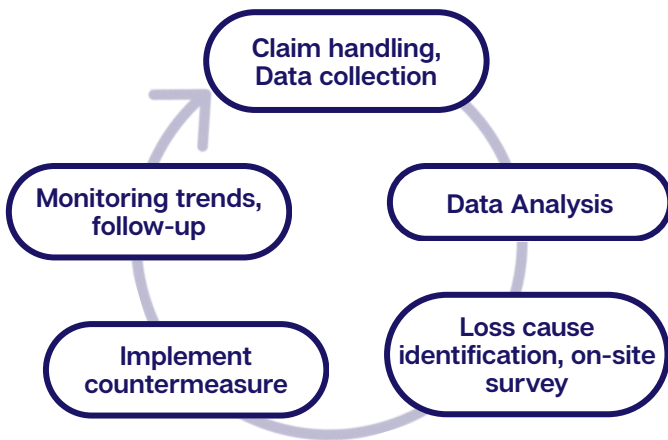 Claim handling,
Data collection
Data Analysis
Loss cause
identification, on-site
survey
Implement
countermeasure
Monitoring trends,
follow-up